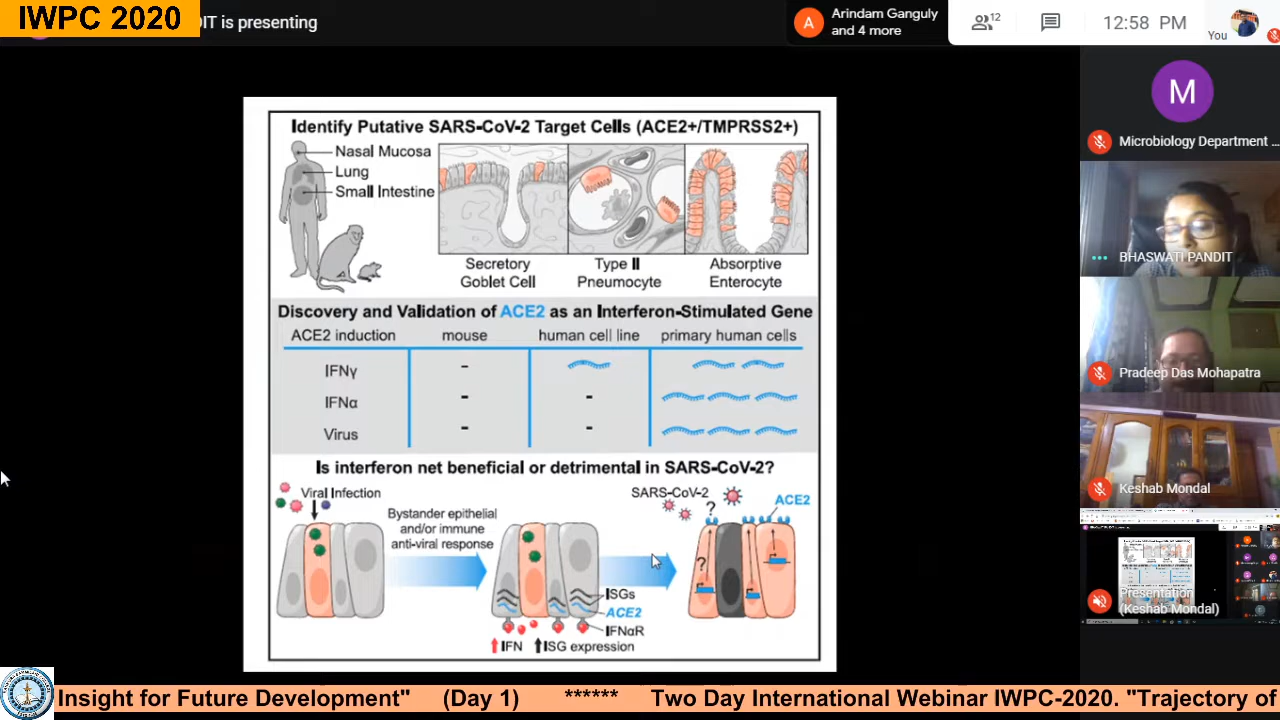 IWPC 2020
DIT is presenting
A
Arindam Ganguly
and 4 more
12
12:58 PM
You
Identify Putative SARS-CoV-2 Target Cells (ACE2+/TMPRSS2+)
Nasal Mucosa
Lung
Small Intestine
Secretory
Goblet Cell
Type II
Pneumocyte
Absorptive
Enterocyte
Discovery and Validation of ACE2 as an Interferon-Stimulated Gene
ACE2 induction mouse human cell line primary human cells
IFNγ -
IFNα - -
Virus - -
Is interferon net beneficial or detrimental in SARS-CoV-2?
Viral Infection
Bystander epithelial
and/or immune
anti-viral response
ISGs
ACE2
IFNαR
IFN ISG expression
SARS-CoV-2
ACE2
?
?
M
Microbiology Department ...
BHASWATI PANDIT
Pradeep Das Mohapatra
Keshab Mondal
Presentation
(Keshab Mondal)
Insight for Future Development" (Day 1) ****** Two Day International Webinar IWPC-2020. "Trajectory of